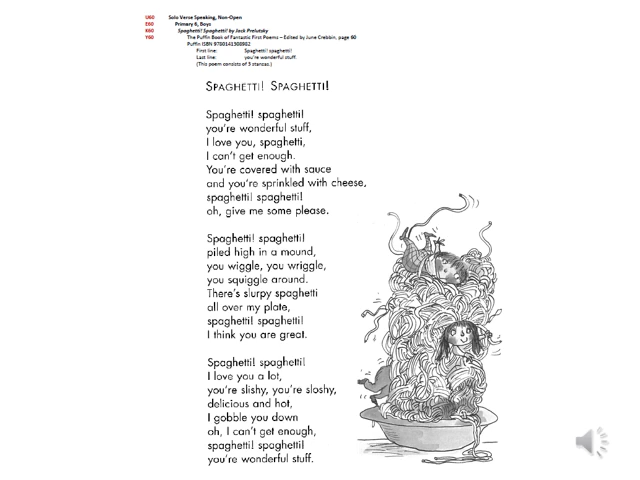 U60 Solo Verse Speaking, Non-Open
E60 Primary 6, Boys
K60 Spaghetti! Spaghetti! by Jack Prelutsky
Y60 The Puffin Book of Fantastic First Poems – Edited by June Crebbin, page 60
Puffin ISBN 9780141308982
First line: Spaghetti! spaghetti!
Last line: you're wonderful stuff.
(This poem consists of 3 stanzas.)
SPAGHETTI! SPAGHETTI!
Spaghetti! spaghetti!
you're wonderful stuff,
I love you, spaghetti,
I can't get enough.
You're covered with sauce
and you're sprinkled with cheese,
spaghetti! spaghetti!
oh, give me some please.
Spaghetti! spaghetti!
piled high in a mound,
you wiggle, you wriggle,
you squiggle around.
There's slurpy spaghetti
all over my plate,
spaghetti! spaghetti!
I think you are great.
Spaghetti! spaghetti!
I love you a lot,
you're slishy, you're sloshy,
delicious and hot,
I gobble you down
oh, I can't get enough,
spaghetti! spaghetti!
you're wonderful stuff.